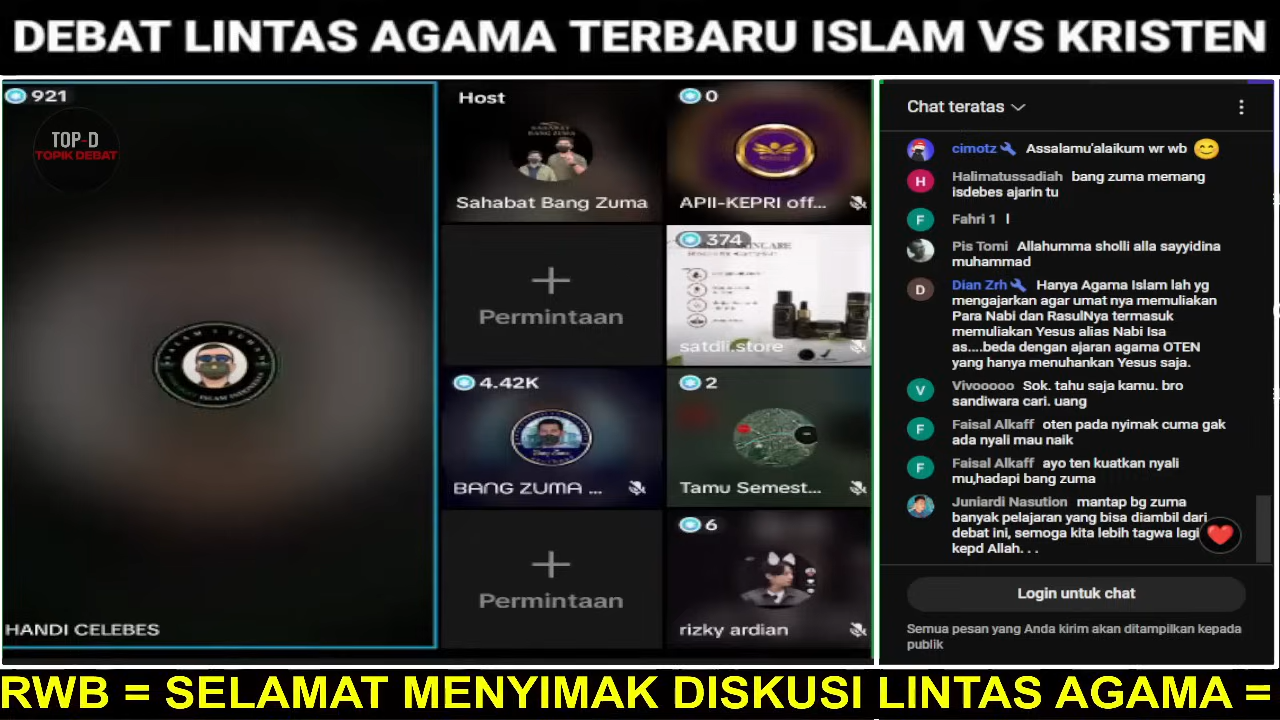 DEBAT LINTAS AGAMA TERBARU ISLAM VS KRISTEN
921
TOP-D
TOPIK DEBAT
HANDI CELEBES
Host
Sahabat Bang Zuma
0
APII-KEPRI off...
Permintaan
374
satdli.store
4.42K
BANG ZUMA ...
2
Tamu Semest...
Permintaan
6
rizky ardian
Chat teratas
cimotz Assalamu'alaikum wr wb 😊
H
Halimatussadiah bang zuma memang
isdebes ajarin tu
F
Fahri 1 I
Pis Tomi Allahumma sholli alla sayyidina
muhammad
D
Dian Zrh Hanya Agama Islam lah yg
mengajarkan agar umat nya memuliakan
Para Nabi dan RasulNya termasuk
memuliakan Yesus alias Nabi Isa
as....beda dengan ajaran agama OTEN
yang hanya menuhankan Yesus saja.
V
Vivooooo Sok. tahu saja kamu. bro
sandiwara cari. uang
F
Faisal Alkaff oten pada nyimak cuma gak
ada nyali mau naik
F
Faisal Alkaff ayo ten kuatkan nyali
mu,hadapi bang zuma
Juniardi Nasution mantap bg zuma
banyak pelajaran yang bisa diambil dari
debat ini, semoga kita lebih taqwa lagi
kepd Allah. . .
Login untuk chat
Semua pesan yang Anda kirim akan ditampilkan kepada
publik
RWB = SELAMAT MENYIMAK DISKUSI LINTAS AGAMA =